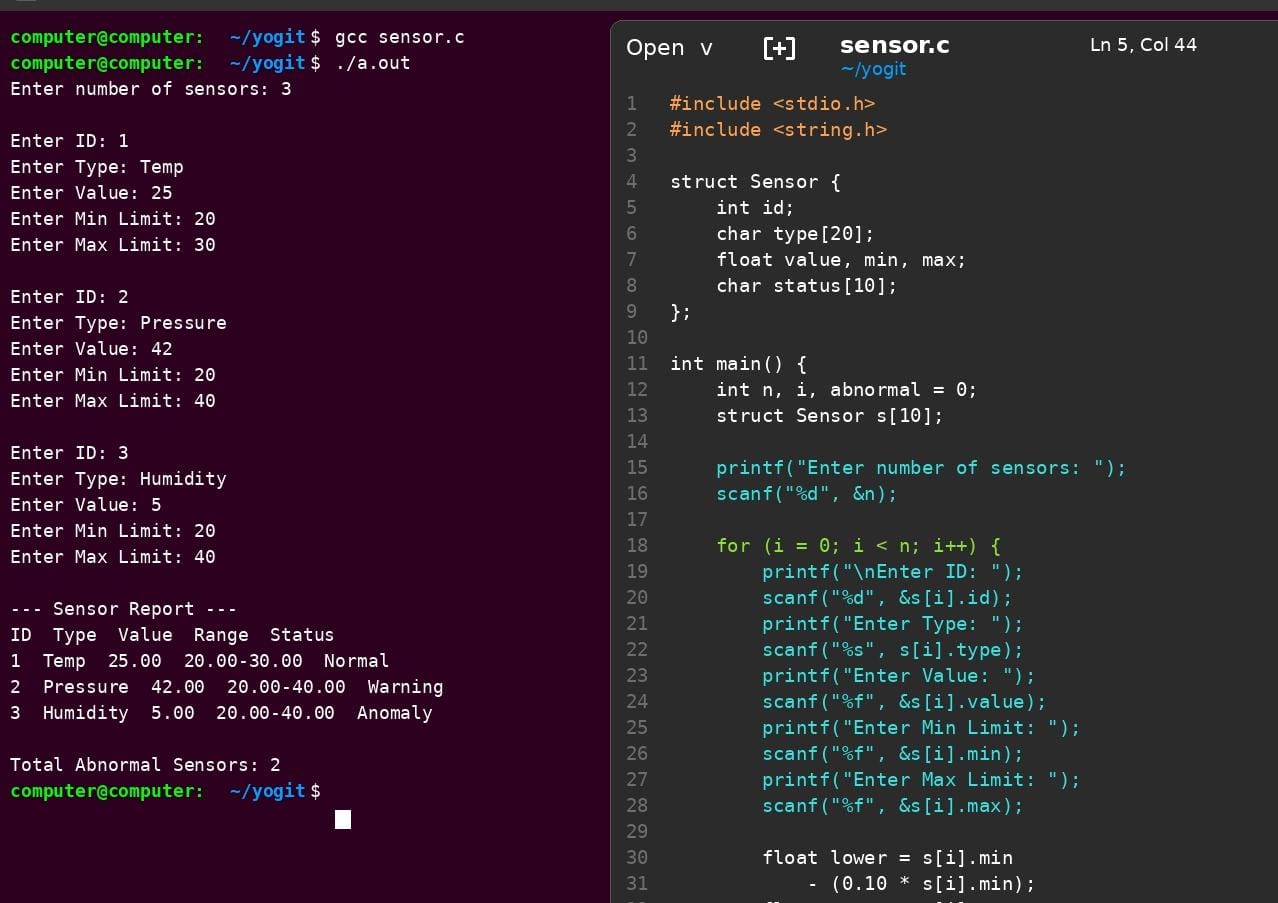 computer@computer: ~/yogit$ gcc sensor.c
computer@computer: ~/yogit$ ./a.out
Enter number of sensors: 3
Enter ID: 1
Enter Type: Temp
Enter Value: 25
Enter Min Limit: 20
Enter Max Limit: 30
Enter ID: 2
Enter Type: Pressure
Enter Value: 42
Enter Min Limit: 20
Enter Max Limit: 40
Enter ID: 3
Enter Type: Humidity
Enter Value: 5
Enter Min Limit: 20
Enter Max Limit: 40
--- Sensor Report ---
ID  Type  Value  Range  Status
1  Temp  25.00  20.00-30.00  Normal
2  Pressure  42.00  20.00-40.00  Warning
3  Humidity  5.00  20.00-40.00  Anomaly
Total Abnormal Sensors: 2
computer@computer: ~/yogit$
Open v [+] sensor.c Ln 5, Col 44
~/yogit
1 #include <stdio.h>
2 #include <string.h>
3
4 struct Sensor {
5     int id;
6     char type[20];
7     float value, min, max;
8     char status[10];
9 };
10
11 int main() {
12     int n, i, abnormal = 0;
13     struct Sensor s[10];
14
15     printf("Enter number of sensors: ");
16     scanf("%d", &n);
17
18     for (i = 0; i < n; i++) {
19         printf("\nEnter ID: ");
20         scanf("%d", &s[i].id);
21         printf("Enter Type: ");
22         scanf("%s", s[i].type);
23         printf("Enter Value: ");
24         scanf("%f", &s[i].value);
25         printf("Enter Min Limit: ");
26         scanf("%f", &s[i].min);
27         printf("Enter Max Limit: ");
28         scanf("%f", &s[i].max);
29
30         float lower = s[i].min
31             - (0.10 * s[i].min);